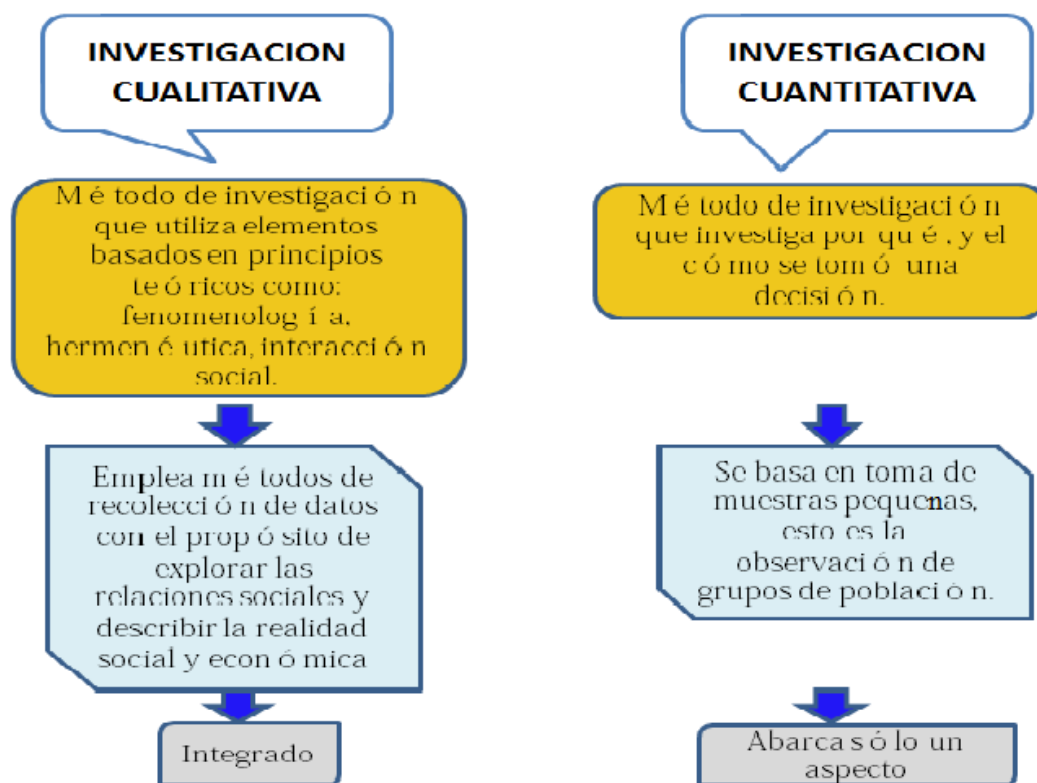 INVESTIGACION
CUALITATIVA
Método de investigación
que utiliza elementos
basados en principios
teóricos como:
fenomenología,
hermenéutica, interacción
social.
Emplea métodos de
recolección de datos
con el propósito de
explorar las
relaciones sociales y
describir la realidad
social y económica
Integrado
INVESTIGACION
CUANTITATIVA
Método de investigación
que investiga por qué, y el
cómo se tomó una
decisión.
Se basa en toma de
muestras pequenas,
esto es la
observación de
grupos de población.
Abarca sólo un
aspecto